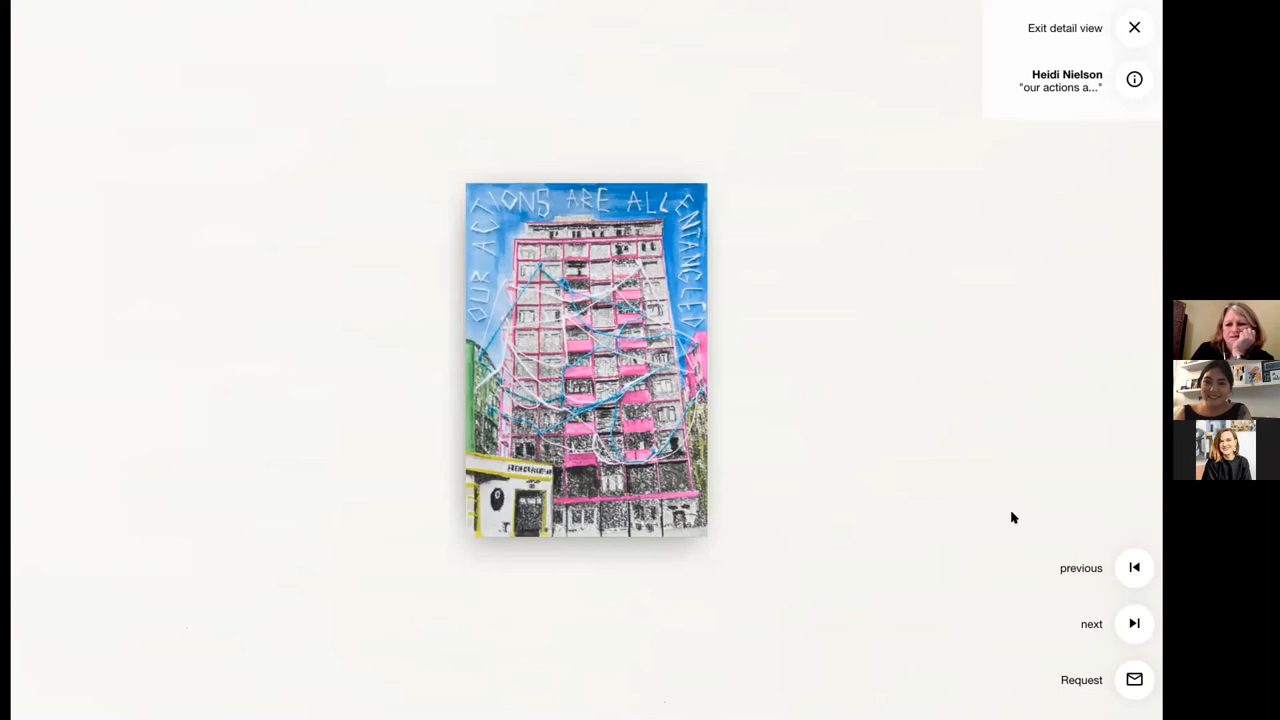 Exit detail view
Heidi Nielson
"our actions a..."
OUR ACTIONS ARE ALL ENTANGLED
previous
next
Request